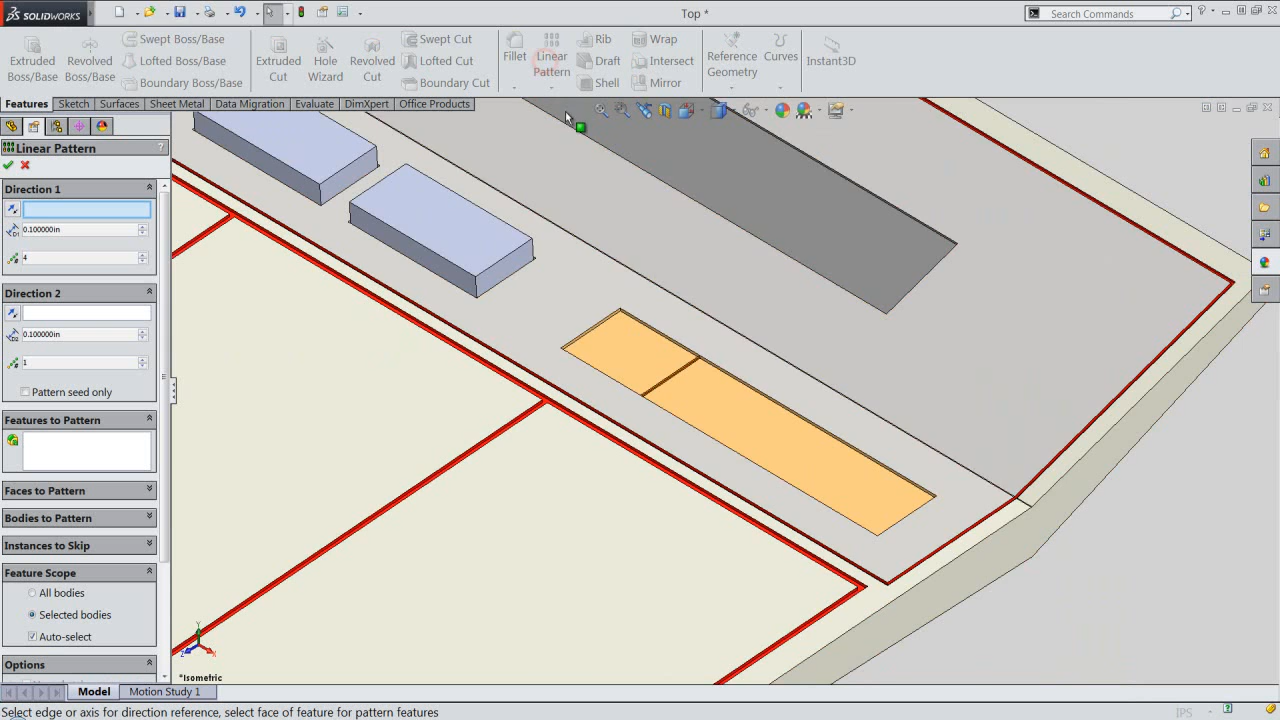 SOLIDWORKS
Top *
Search Commands
Extruded Boss/Base
Revolved Boss/Base
Swept Boss/Base
Lofted Boss/Base
Boundary Boss/Base
Extruded Cut
Hole Wizard
Revolved Cut
Swept Cut
Lofted Cut
Boundary Cut
Fillet
Linear Pattern
Rib
Draft
Shell
Wrap
Intersect
Mirror
Reference Geometry
Curves
Instant3D
Features
Sketch
Surfaces
Sheet Metal
Data Migration
Evaluate
DimXpert
Office Products
Linear Pattern
?
Direction 1
D1
0.100000in
4
Direction 2
D2
0.100000in
1
Pattern seed only
Features to Pattern
Faces to Pattern
Bodies to Pattern
Instances to Skip
Feature Scope
All bodies
Selected bodies
Auto-select
Options
Y
Z
X
*Isometric
Model
Motion Study 1
Select edge or axis for direction reference, select face of feature for pattern features
IPS